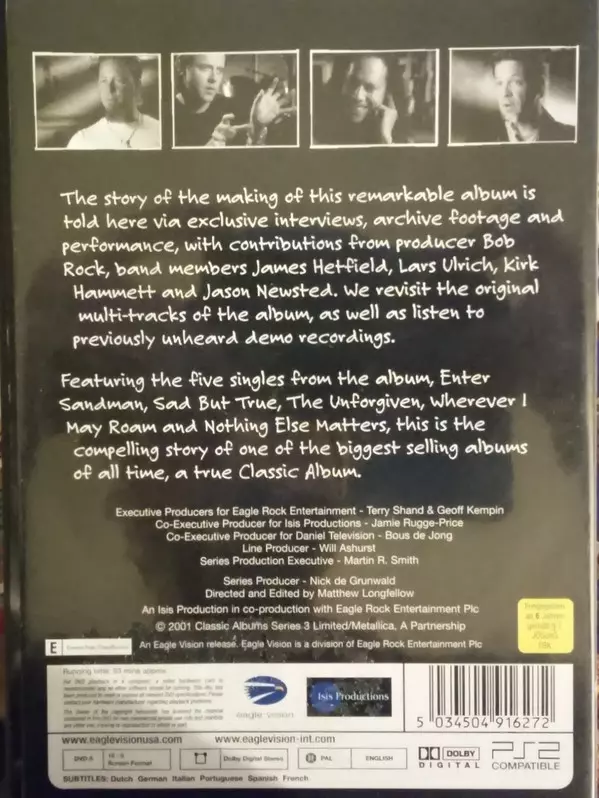 The story of the making of this remarkable album is
told here via exclusive interviews, archive footage and
performance, with contributions from producer Bob
Rock, band members James Hetfield, Lars Ulrich, Kirk
Hammett and Jason Newsted. We revisit the original
multi-tracks of the album, as well as listen to
previously unheard demo recordings.
Featuring the five singles from the album, Enter
Sandman, Sad But True, The Unforgiven, Wherever I
May Roam and Nothing Else Matters, this is the
compelling story of one of the biggest selling albums
of all time, a true Classic Album.
Executive Producers for Eagle Rock Entertainment - Terry Shand & Geoff Kempin
Co-Executive Producer for Isis Productions - Jamie Rugge-Price
Co-Executive Producer for Daniel Television - Bous de Jong
Line Producer - Will Ashurst
Series Production Executive - Martin R. Smith
Series Producer - Nick de Grunwald
Directed and Edited by Matthew Longfellow
An Isis Production in co-production with Eagle Rock Entertainment Plc
© 2001 Classic Albums Series 3 Limited/Metallica, A Partnership
E
An Eagle Vision release. Eagle Vision is a division of Eagle Rock Entertainment Plc
Running time: 53 mins approx
eagle vision
Isis Productions
5 034504 916272
www.eaglevisionusa.com www.eaglevision-int.com
DVD
Dolby Digital Stereo
PAL
ENGLISH
DOLBY
DIGITAL
PS2
COMPATIBLE
SUBTITLES: Dutch German Italian Portuguese Spanish French